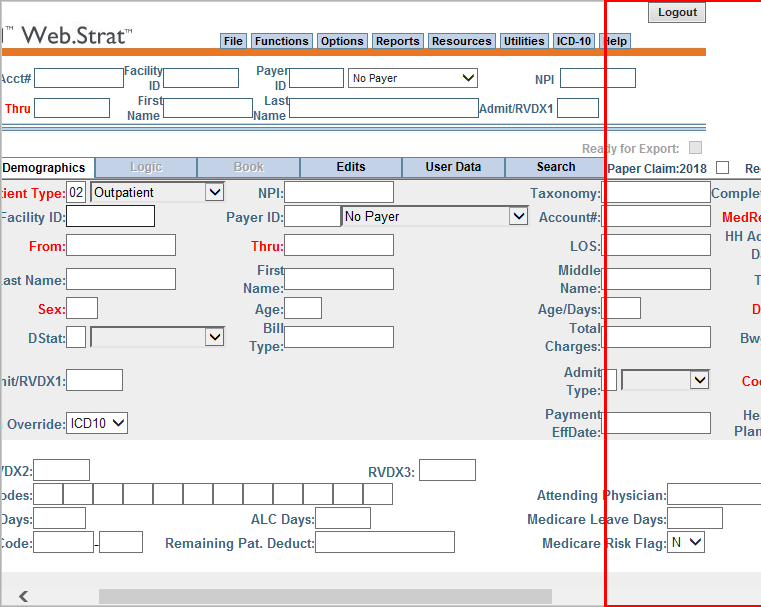 Logout
™ Web.Strat™
File Functions Options Reports Resources Utilities ICD-10 Help
Acct# Facility ID Payer ID No Payer NPI
Thru First Name Last Name Admit/RVDX1
Ready for Export:
Demographics Logic Book Edits User Data Search Paper Claim:2018 Re
tient Type: 02 Outpatient NPI: Taxonomy: Complet
Facility ID: Payer ID: No Payer Account#: MedRe
From: Thru: LOS: HH Ad
Da
ast Name: First Name: Middle Name: T
Sex: Age: Age/Days: D
DStat: Bill Type: Total Charges: Bw
mit/RVDX1: Admit Type: Coo
Override: ICD10 Payment EffDate: Hea
Plan
VDX2: RVDX3:
odes: Attending Physician:
Days: ALC Days: Medicare Leave Days:
Code: - Remaining Pat. Deduct: Medicare Risk Flag: N